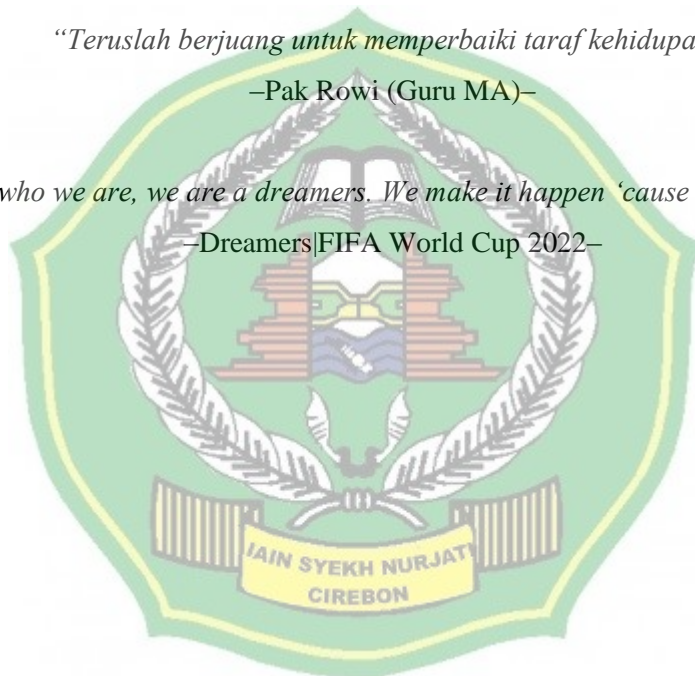 “Teruslah berjuang untuk memperbaiki taraf
–Pak Rowi (Guru MA)–
who we are, we are a dreamers. We make it happen ‘cause
–Dreamers|FIFA World Cup 2022–
IAIN SYEKH NURJATI
CIREBON